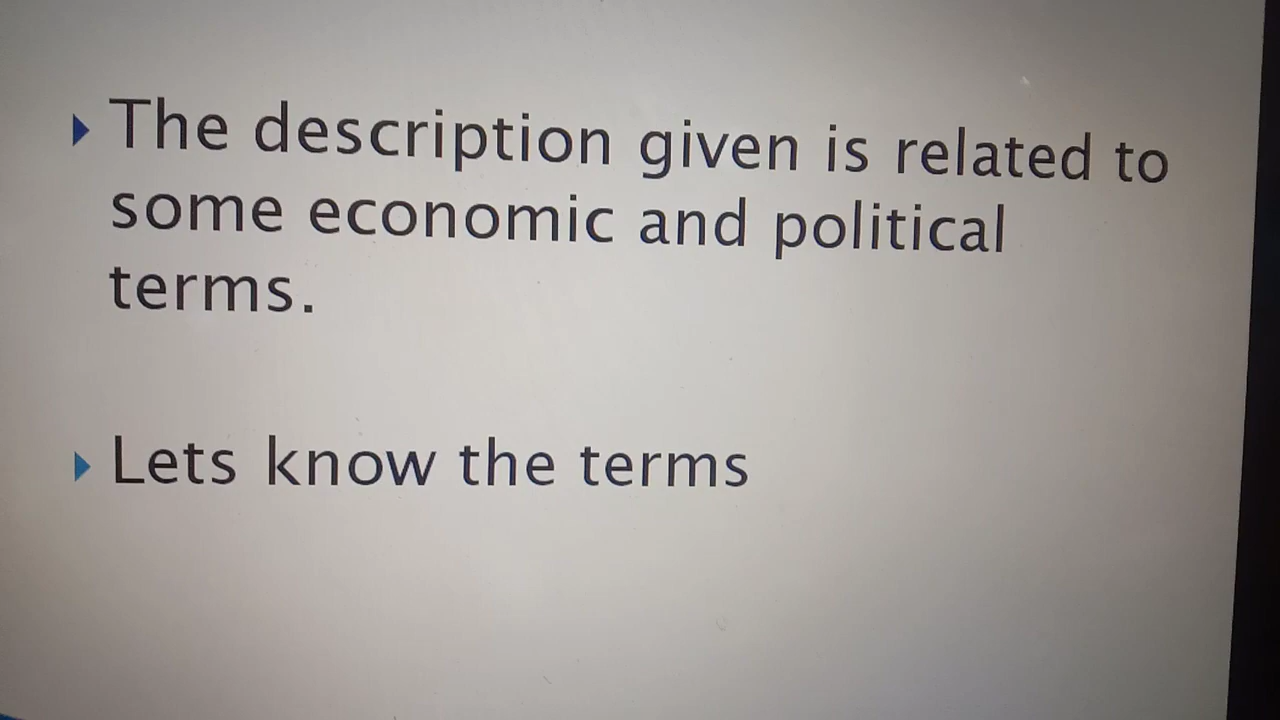 The description given is related to
some economic and political
terms.
Lets know the terms